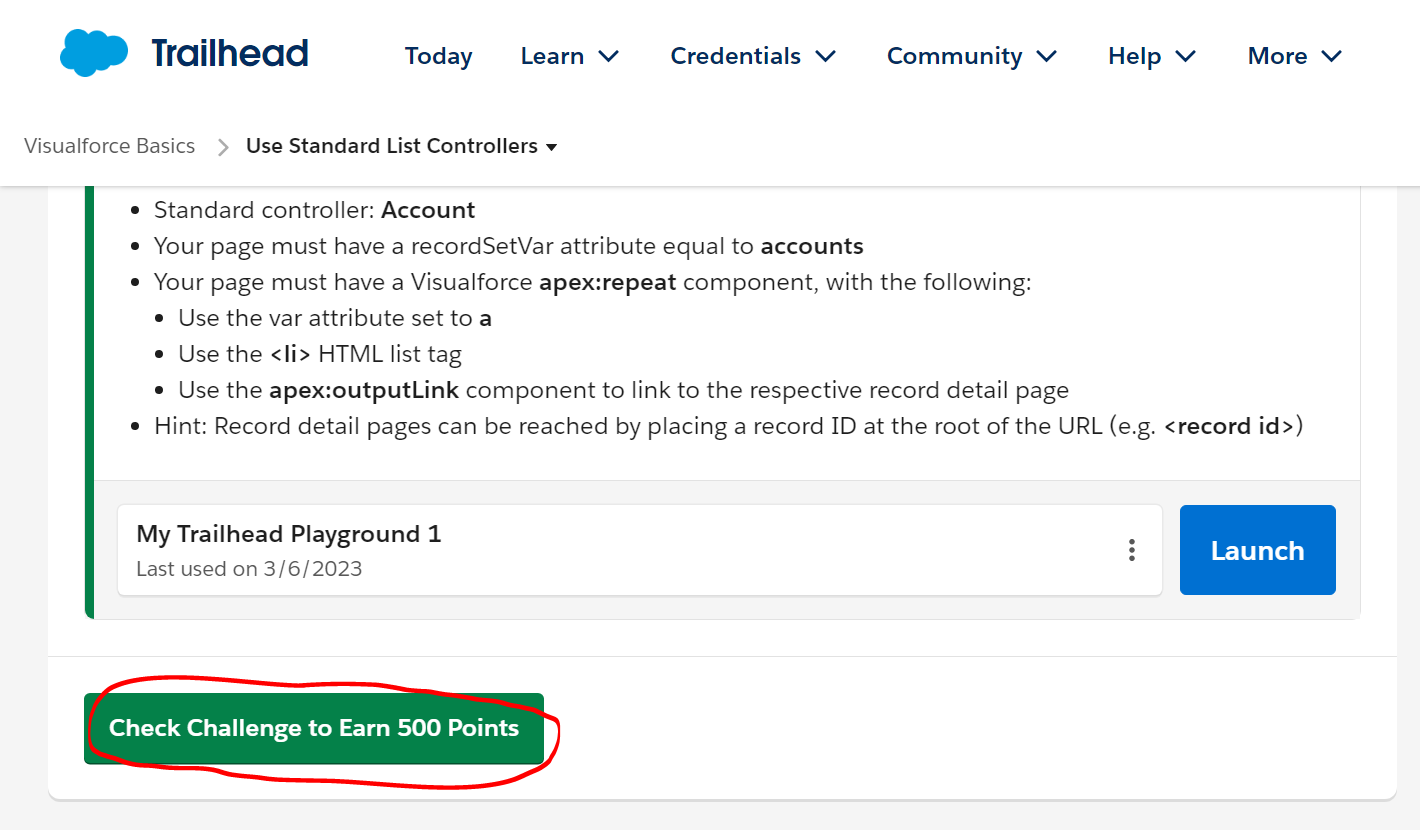 Trailhead
Today Learn Credentials Community Help More
Visualforce Basics Use Standard List Controllers
Standard controller: Account
Your page must have a recordSetVar attribute equal to accounts
Your page must have a Visualforce apex:repeat component, with the following:
Use the var attribute set to a
Use the <li> HTML list tag
Use the apex:outputLink component to link to the respective record detail page
Hint: Record detail pages can be reached by placing a record ID at the root of the URL (e.g. <record id>)
My Trailhead Playground 1
Last used on 3/6/2023
Launch
Check Challenge to Earn 500 Points